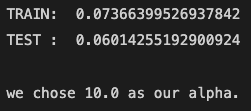 TRAIN:  0.07366399526937842
TEST :  0.06014255192900924
we chose 10.0 as our alpha.